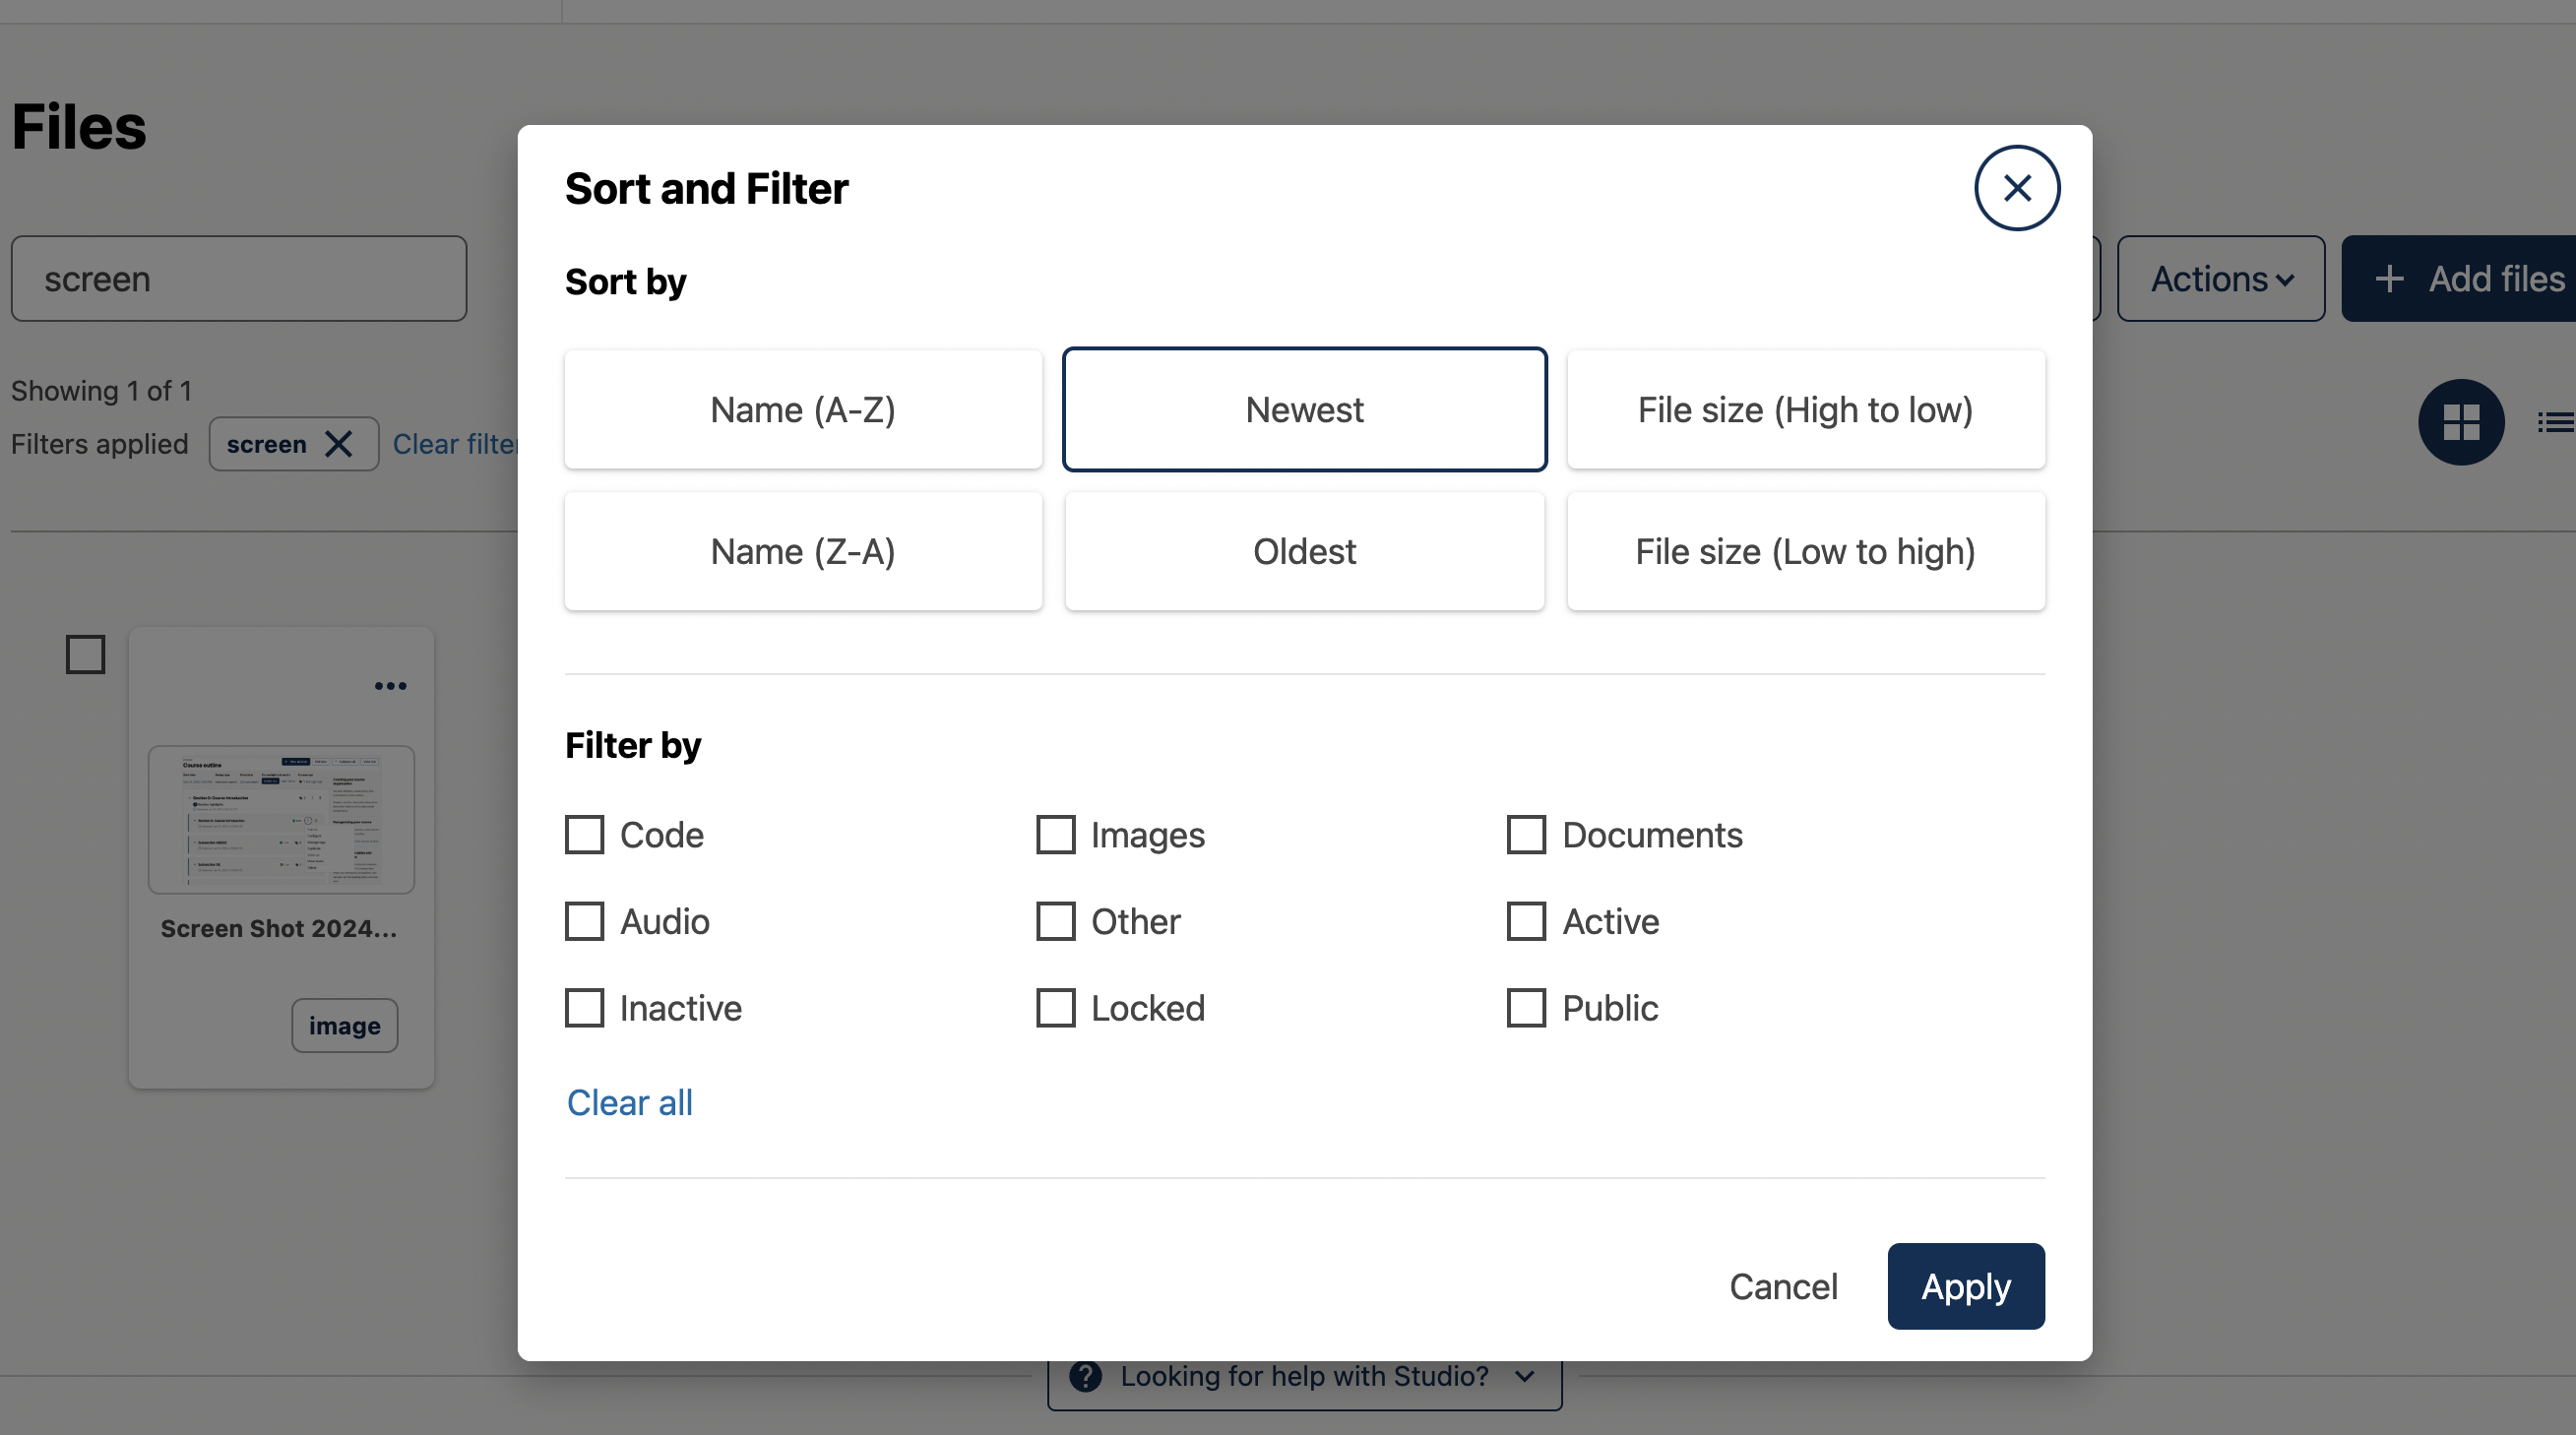 Files
screen
Showing 1 of 1
Filters applied screen Clear filte
Actions
Add files
Course outline
Screen Shot 2024...
image
Sort and Filter
Sort by
Name (A-Z) Newest File size (High to low)
Name (Z-A) Oldest File size (Low to high)
Filter by
Code Images Documents
Audio Other Active
Inactive Locked Public
Clear all
Cancel Apply
Looking for help with Studio?